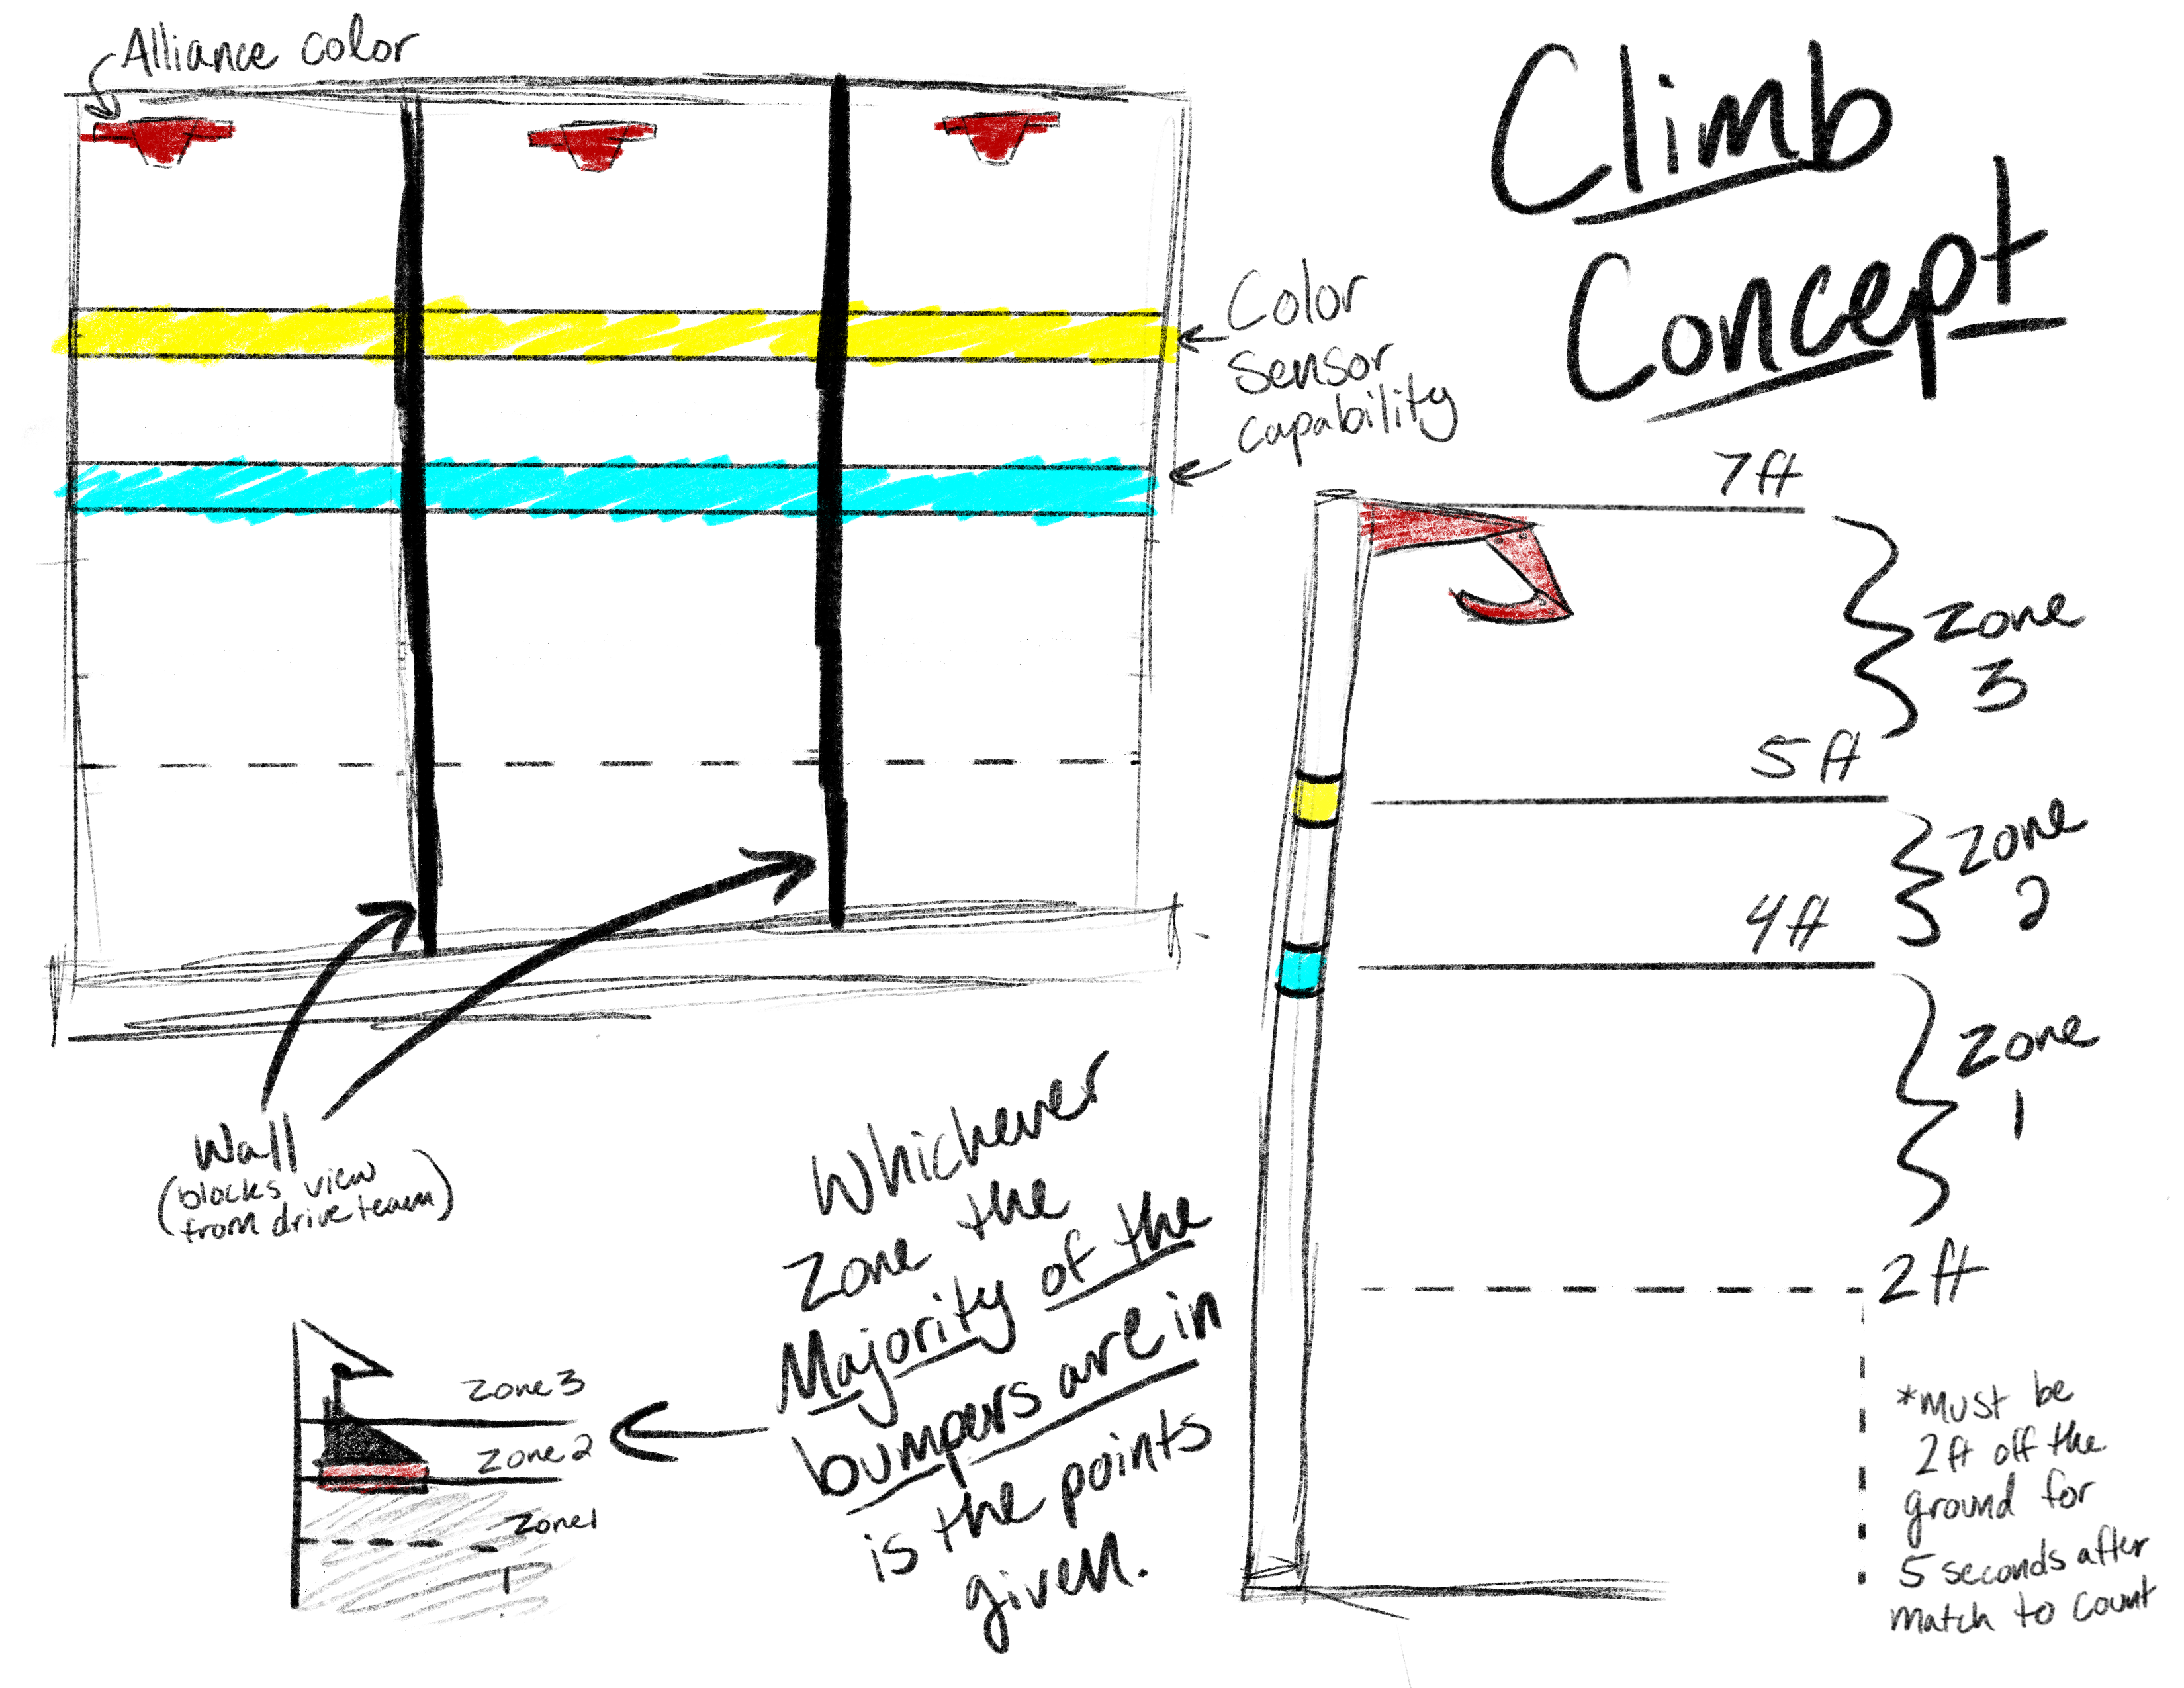 Alliance color
Climb
Concept
Color
Sensor
capability
7ft
Zone
3
5ft
Zone
2
4ft
Zone
1
2ft
*must be
2ft off the
ground for
5 seconds after
match to count
Wall
(blocks view
from drive team)
Whichever
zone the
Majority of the
bumpers are in
is the points
given.
Zone 3
Zone 2
Zone 1